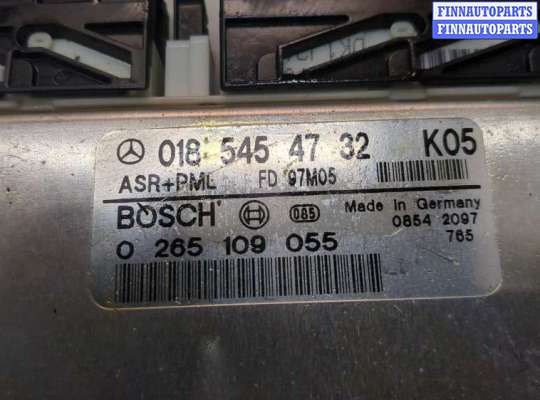 FINNAUTOPARTS
FINNAUTOPARTS
018 545 47 32 K05
ASR+PML FD 97M05
BOSCH 085 Made in Germany
0 265 109 055 0854 2097
765